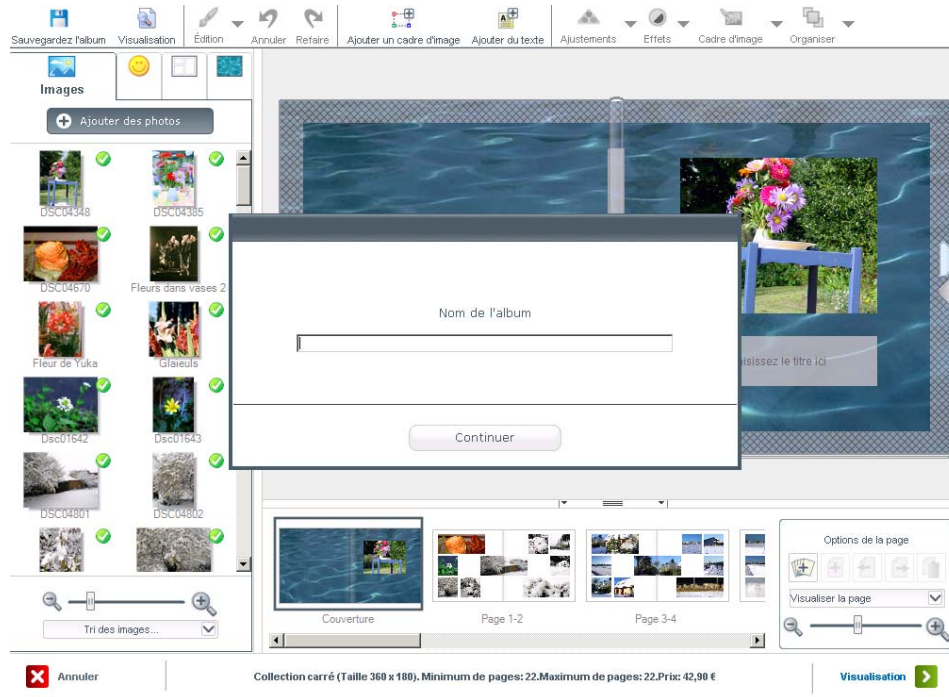 Sauvegardez l'album Visualisation Édition Annuler Refaire Ajouter un cadre d'image Ajouter du texte Ajustements Effets Cadre d'image Organiser
Images
Ajouter des photos
DSC04348 DSC04385
DSC04670 Fleurs dans vases 2
Fleur de Yuka Glaieuls
Dsc01642 Dsc01643
DSC04801 DSC04802
Tri des images...
Nom de l'album
Continuer
le titre ici
Couverture Page 1-2 Page 3-4
Options de la page
Visualiser la page
Annuler
Collection carré (Taille 360 x 180). Minimum de pages: 22.Maximum de pages: 22.Prix: 42,90 €
Visualisation